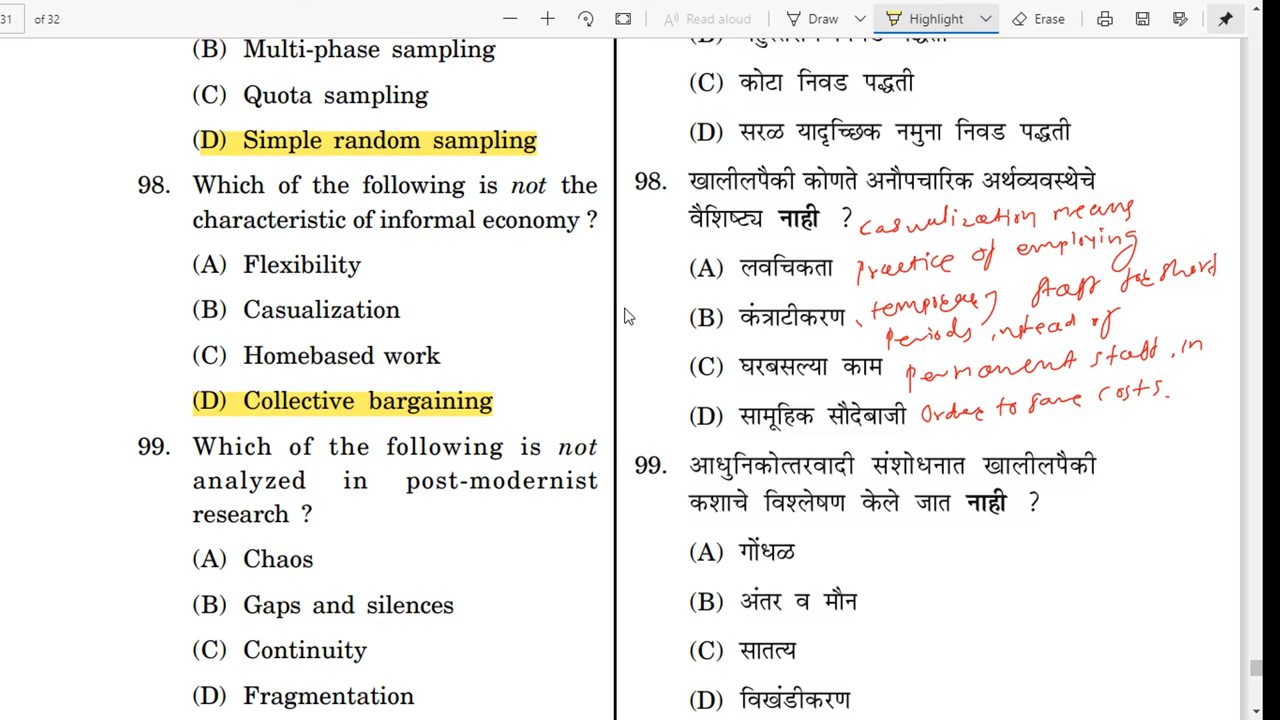 31 of 32 Read aloud Draw Highlight Erase
(B) Multi-phase sampling
(C) Quota sampling
(D) Simple random sampling
98. Which of the following is not the
characteristic of informal economy ?
(A) Flexibility
(B) Casualization
(C) Homebased work
(D) Collective bargaining
99. Which of the following is not
analyzed in post-modernist
research ?
(A) Chaos
(B) Gaps and silences
(C) Continuity
(D) Fragmentation
(C) कोटा निवड पद्धती
(D) सरळ यादृच्छिक नमुना निवड पद्धती
98. खालीलपैकी कोणते अनौपचारिक अर्थव्यवस्थेचे
वैशिष्ट्य नाही ?
(A) लवचिकता
(B) कंत्राटीकरण
(C) घरबसल्या काम
(D) सामूहिक सौदेबाजी
casualization means
practice of employing
temporary staff for short
periods instead of
permanent staff, in
order to save costs.
99. आधुनिकोत्तरवादी संशोधनात खालीलपैकी
कशाचे विश्लेषण केले जात नाही ?
(A) गोंधळ
(B) अंतर व मौन
(C) सातत्य
(D) विखंडीकरण